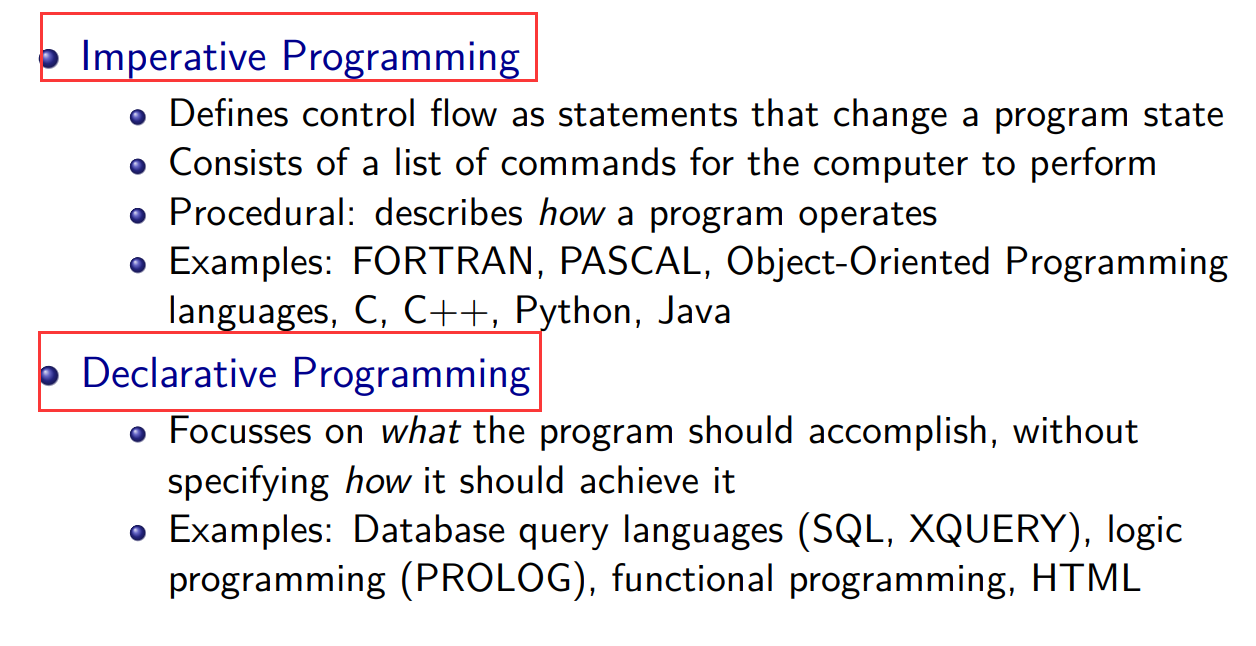 Imperative Programming
Defines control flow as statements that change a program state
Consists of a list of commands for the computer to perform
Procedural: describes how a program operates
Examples: FORTRAN, PASCAL, Object-Oriented Programming
languages, C, C++, Python, Java
Declarative Programming
Focusses on what the program should accomplish, without
specifying how it should achieve it
Examples: Database query languages (SQL, XQUERY), logic
programming (PROLOG), functional programming, HTML